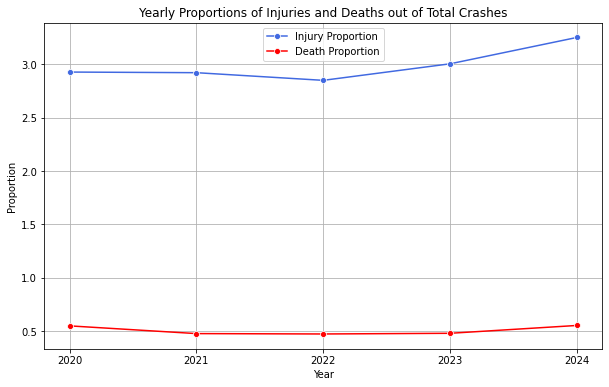 Yearly Proportions of Injuries and Deaths out of Total Crashes
Injury Proportion
Death Proportion
Proportion
3.0
2.5
2.0
1.5
1.0
0.5
2020 2021 2022 2023 2024
Year